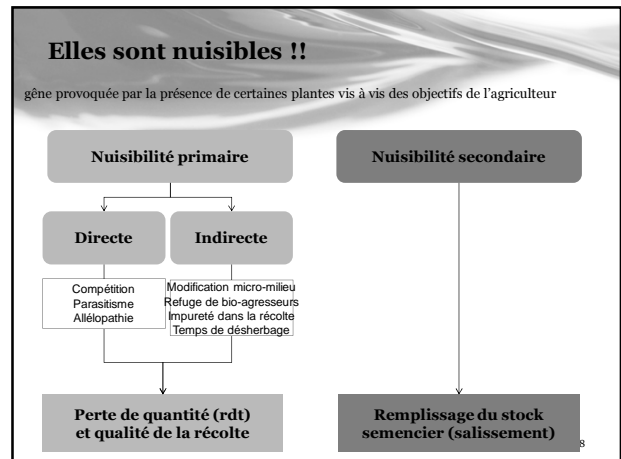 Elles sont nuisibles !!
gêne provoquée par la présence de certaines plantes vis à vis des objectifs de l'agriculteur
Nuisibilité primaire
Nuisibilité secondaire
Directe
Indirecte
Compétition
Parasitisme
Allélopathie
Modification micro-milieu
Refuge de bio-agresseurs
Impureté dans la récolte
Temps de désherbage
Perte de quantité (rdt)
et qualité de la récolte
Remplissage du stock
semencier (salissement)
8